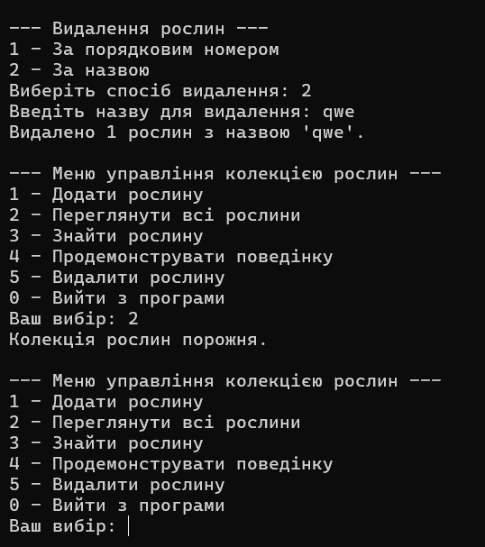 --- Видалення рослин ---
1 - За порядковим номером
2 - За назвою
Виберіть спосіб видалення: 2
Введіть назву для видалення: qwe
Видалено 1 рослин з назвою 'qwe'.
--- Меню управління колекцією рослин ---
1 - Додати рослину
2 - Переглянути всі рослини
3 - Знайти рослину
4 - Продемонструвати поведінку
5 - Видалити рослину
0 - Вийти з програми
Ваш вибір: 2
Колекція рослин порожня.
--- Меню управління колекцією рослин ---
1 - Додати рослину
2 - Переглянути всі рослини
3 - Знайти рослину
4 - Продемонструвати поведінку
5 - Видалити рослину
0 - Вийти з програми
Ваш вибір: